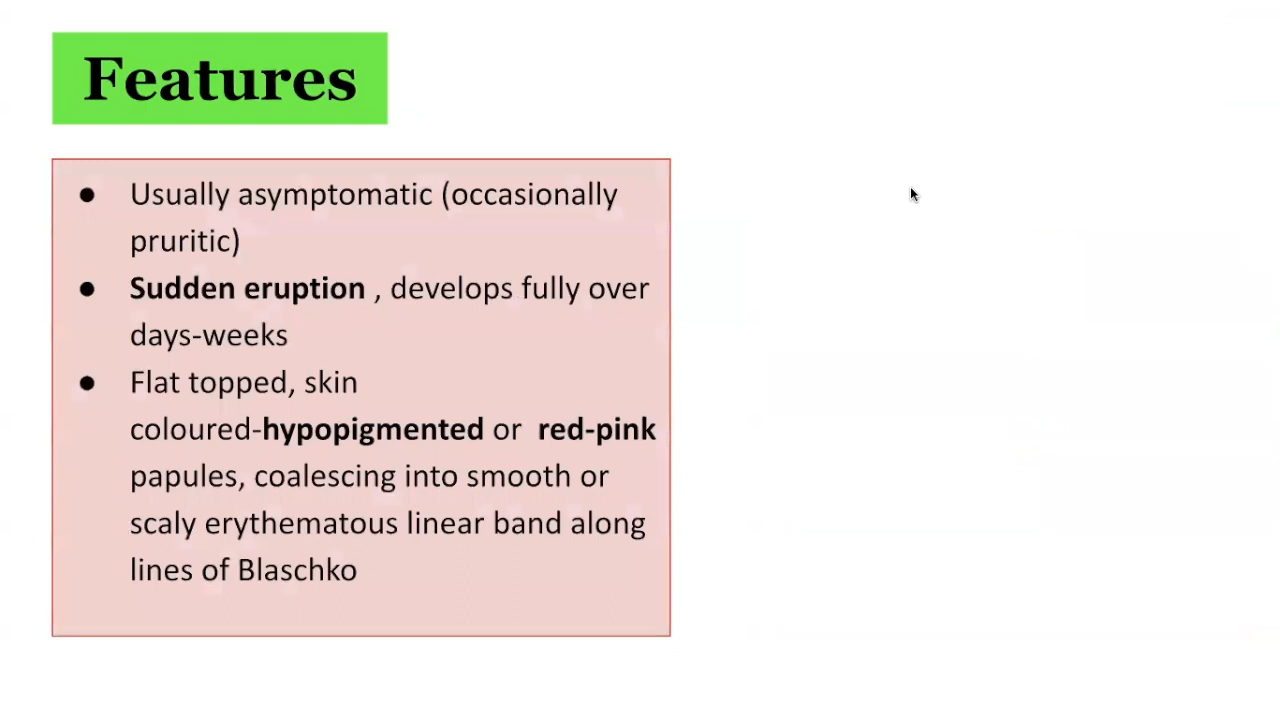 Features
● Usually asymptomatic (occasionally
pruritic)
● Sudden eruption , develops fully over
days-weeks
● Flat topped, skin
coloured-hypopigmented or red-pink
papules, coalescing into smooth or
scaly erythematous linear band along
lines of Blaschko